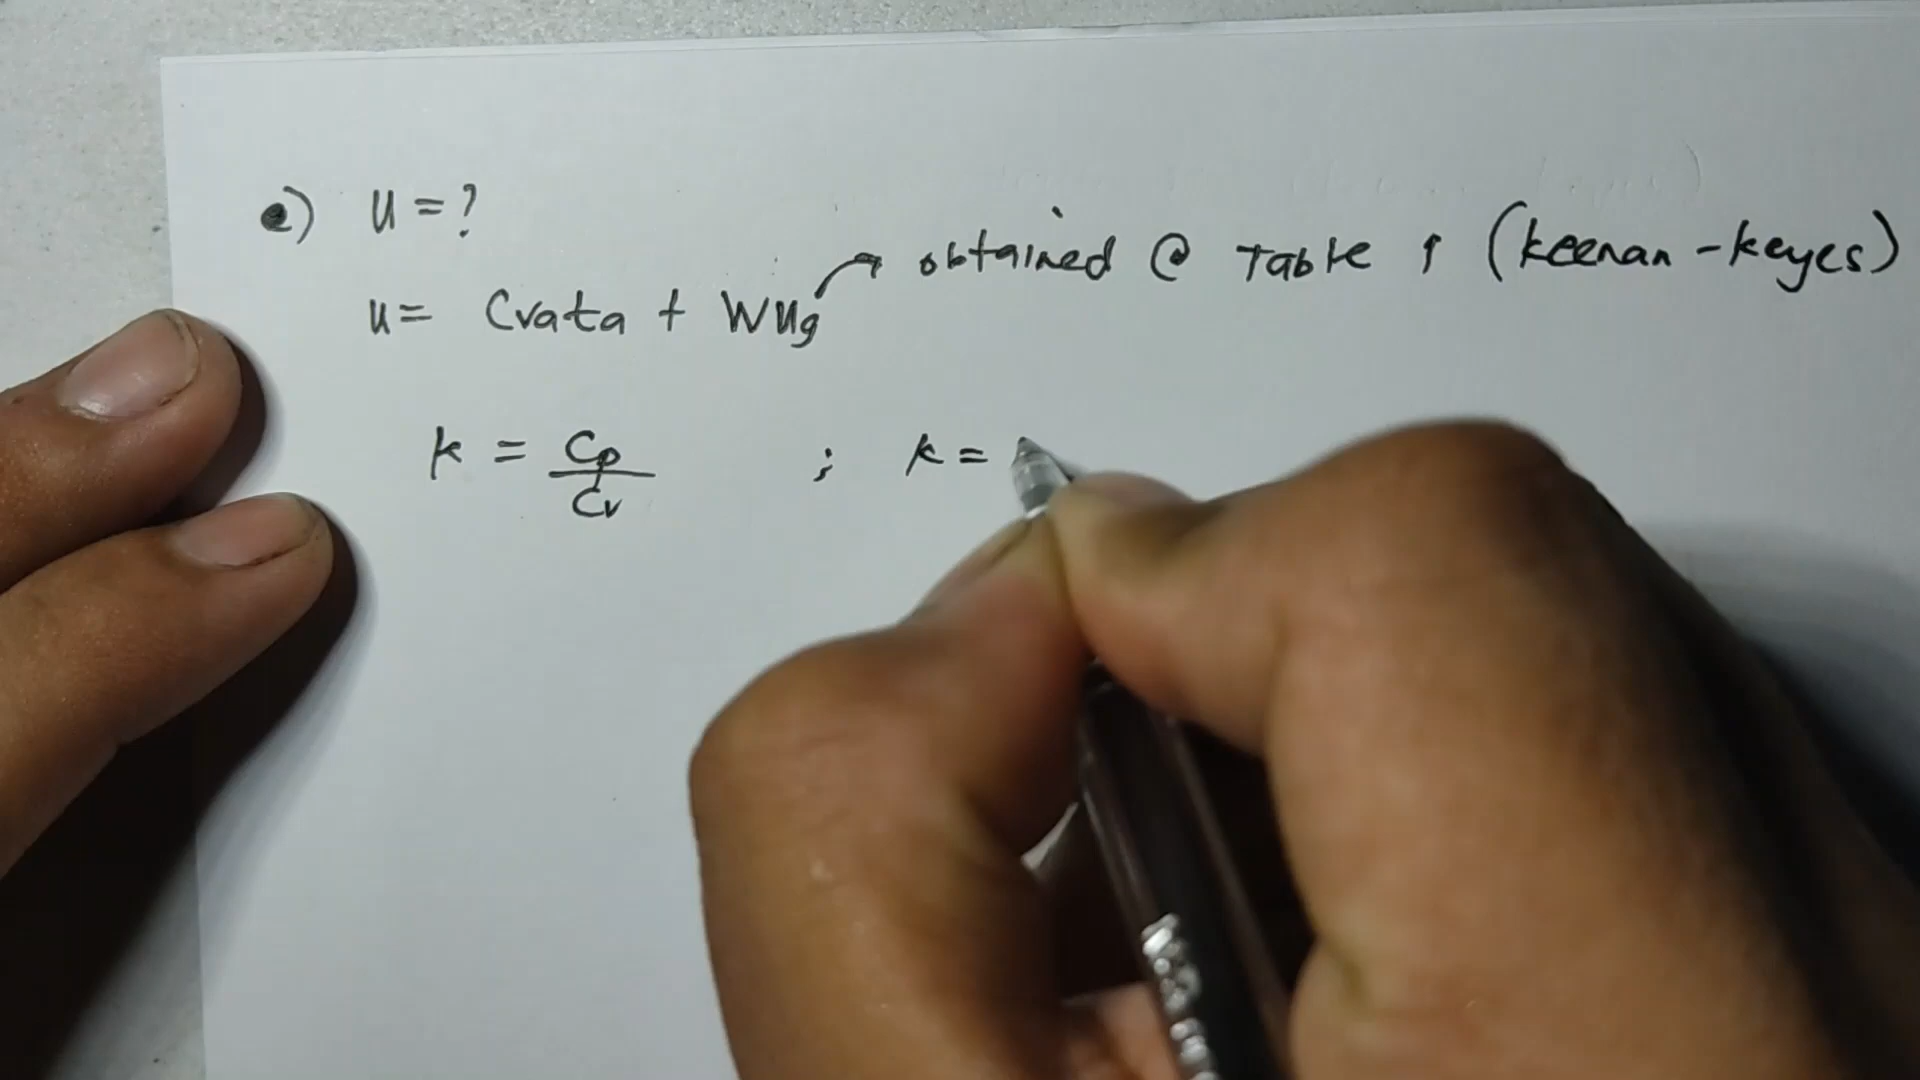 e) u = ?
u = Cvata + Wug → obtained @ Table 1 (keenan - keyes)
k = Cp/Cv ; k =